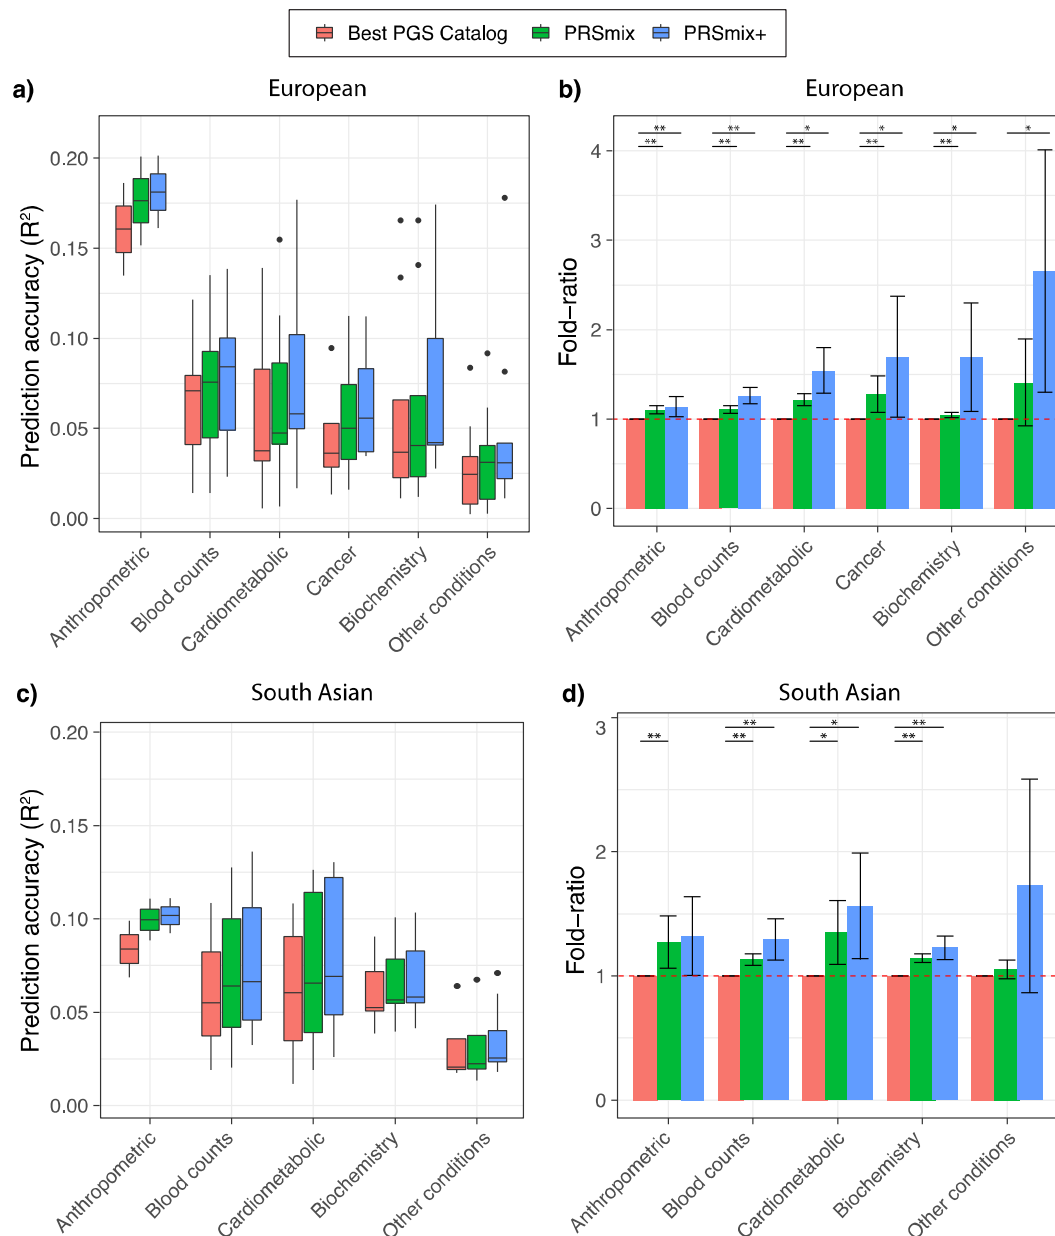 Best PGS Catalog PRSmix PRSmix+
a) European
Prediction accuracy (R²)
0.20
0.15
0.10
0.05
0.00
Anthropometric
Blood counts
Cardiometabolic
Cancer
Biochemistry
Other conditions
b) European
Fold−ratio
4
3
2
1
0
** ** * * * *
** ** ** ** **
Anthropometric
Blood counts
Cardiometabolic
Cancer
Biochemistry
Other conditions
c) South Asian
Prediction accuracy (R²)
0.20
0.15
0.10
0.05
0.00
Anthropometric
Blood counts
Cardiometabolic
Biochemistry
Other conditions
d) South Asian
Fold−ratio
3
2
1
0
** * **
** ** * **
Anthropometric
Blood counts
Cardiometabolic
Biochemistry
Other conditions